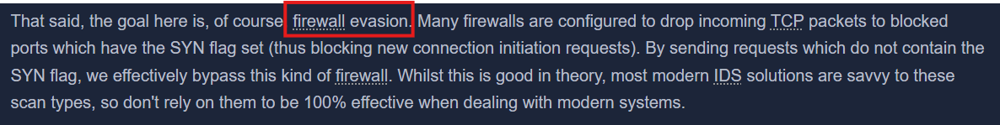 That said, the goal here is, of course, firewall evasion. Many firewalls are configured to drop incoming TCP packets to blocked
ports which have the SYN flag set (thus blocking new connection initiation requests). By sending requests which do not contain the
SYN flag, we effectively bypass this kind of firewall. Whilst this is good in theory, most modern IDS solutions are savvy to these
scan types, so don't rely on them to be 100% effective when dealing with modern systems.